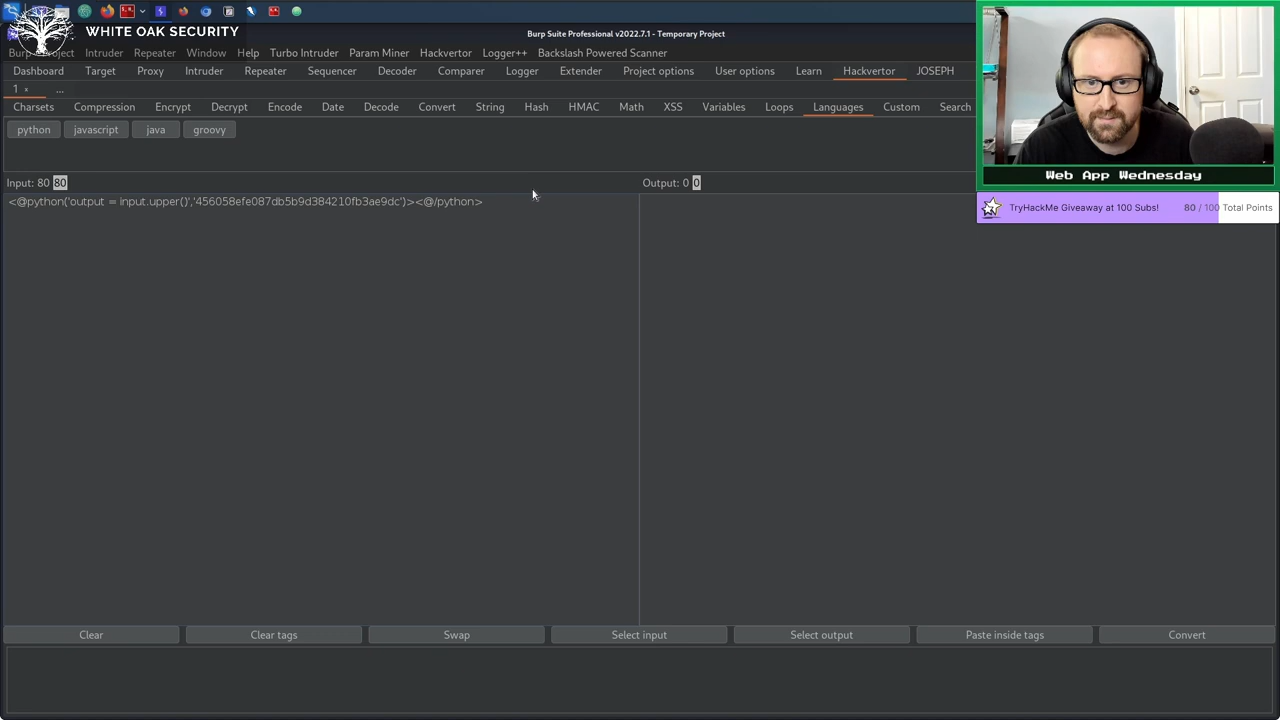 WHITE OAK SECURITY
Burp Suite Professional v2022.7.1 - Temporary Project
Burp Project Intruder Repeater Window Help Turbo Intruder Param Miner Hackvertor Logger++ Backslash Powered Scanner
Dashboard Target Proxy Intruder Repeater Sequencer Decoder Comparer Logger Extender Project options User options Learn Hackvertor JOSEPH
1 × ...
Charsets Compression Encrypt Decrypt Encode Date Decode Convert String Hash HMAC Math XSS Variables Loops Languages Custom Search
python javascript java groovy
Web App Wednesday
Input: 80 80 Output: 0 0
<@python('output = input.upper()','456058efe087db5b9d384210fb3ae9dc')><@/python>
TryHackMe Giveaway at 100 Subs! 80 / 100 Total Points
Clear Clear tags Swap Select input Select output Paste inside tags Convert